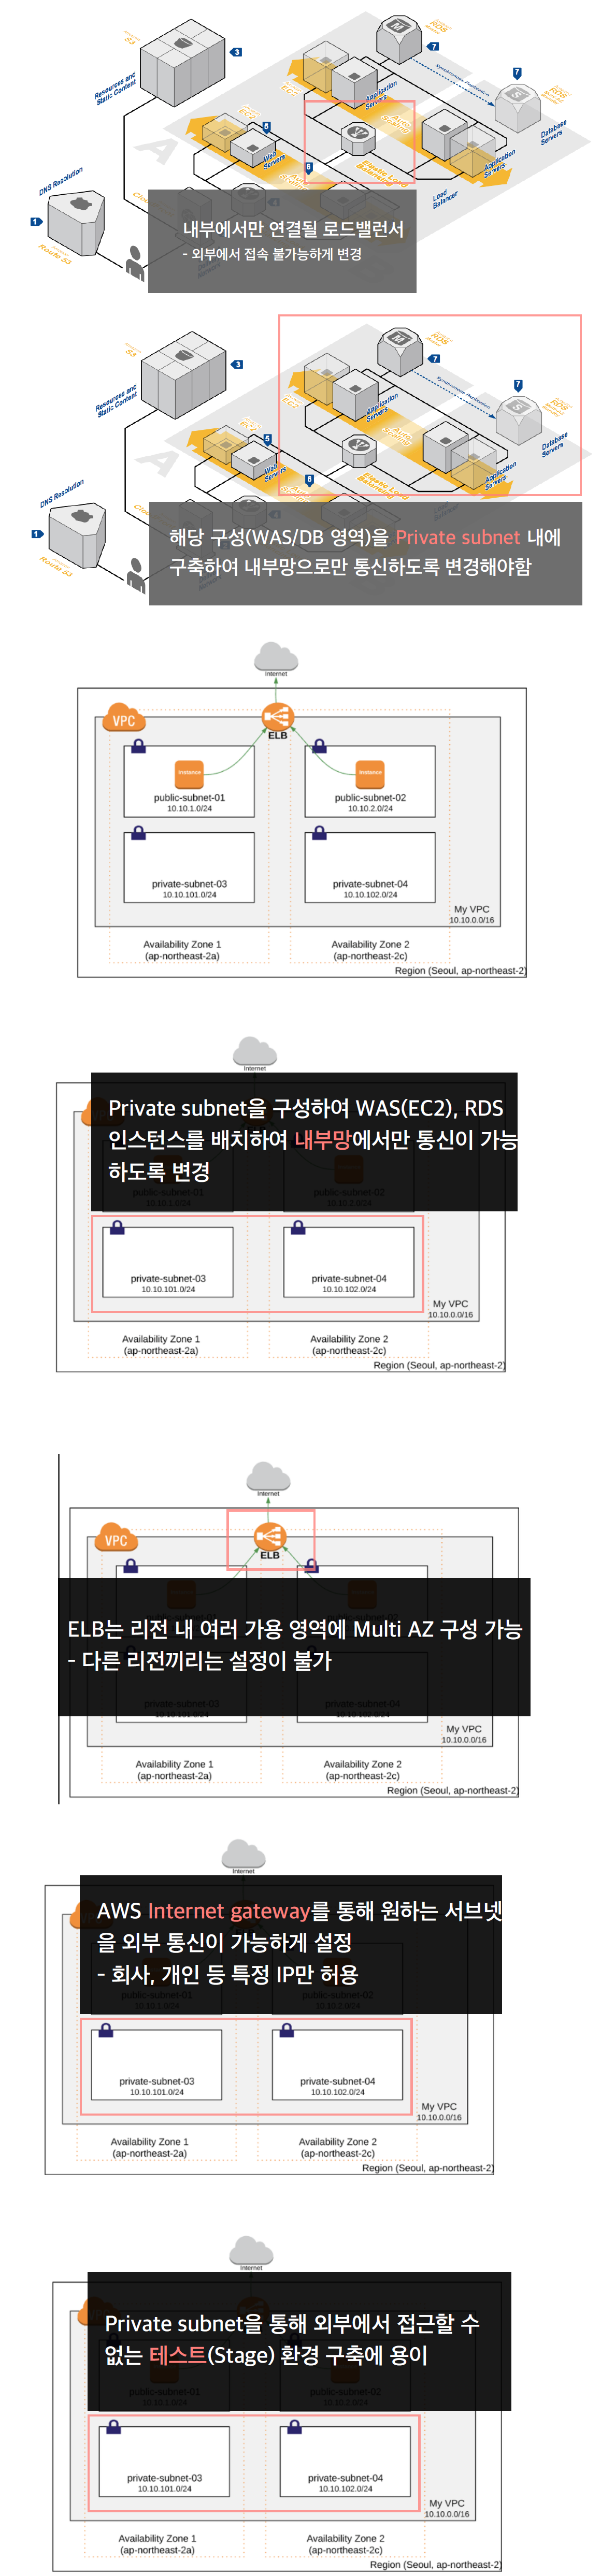 S3
3
Resources and
Static Content
EC2
Application
Servers
RDS
7
Synchronous Replication
7
RDS
Database
Servers
Auto
Scaling
5
Web
Servers
6
Elastic Load
Balancing
Application
Servers
Load
Balancer
DNS Resolution
1
Route 53
내부에서만 연결될 로드밸런서
- 외부에서 접속 불가능하게 변경
S3
3
Resources and
Static Content
EC2
Application
Servers
RDS
7
Synchronous Replication
7
RDS
Database
Servers
5
Web
Servers
6
Elastic Load
Balancing
Application
Servers
DNS Resolution
1
Route 53
해당 구성(WAS/DB 영역)을 Private subnet 내에
구축하여 내부망으로만 통신하도록 변경해야함
Internet
VPC
ELB
Instance
Instance
public-subnet-01
10.10.1.0/24
public-subnet-02
10.10.2.0/24
private-subnet-03
10.10.101.0/24
private-subnet-04
10.10.102.0/24
My VPC
10.10.0.0/16
Availability Zone 1
(ap-northeast-2a)
Availability Zone 2
(ap-northeast-2c)
Region (Seoul, ap-northeast-2)
Internet
Private subnet을 구성하여 WAS(EC2), RDS
인스턴스를 배치하여 내부망에서만 통신이 가능
하도록 변경
public-subnet-01
10.10.1.0/24
public-subnet-02
10.10.2.0/24
private-subnet-03
10.10.101.0/24
private-subnet-04
10.10.102.0/24
My VPC
10.10.0.0/16
Availability Zone 1
(ap-northeast-2a)
Availability Zone 2
(ap-northeast-2c)
Region (Seoul, ap-northeast-2)
Internet
VPC
ELB
ELB는 리전 내 여러 가용 영역에 Multi AZ 구성 가능
- 다른 리전끼리는 설정이 불가
private-subnet-03
10.10.101.0/24
private-subnet-04
10.10.102.0/24
My VPC
10.10.0.0/16
Availability Zone 1
(ap-northeast-2a)
Availability Zone 2
(ap-northeast-2c)
Region (Seoul, ap-northeast-2)
Internet
AWS Internet gateway를 통해 원하는 서브넷
을 외부 통신이 가능하게 설정
- 회사, 개인 등 특정 IP만 허용
public-subnet-01
10.10.1.0/24
public-subnet-02
10.10.2.0/24
private-subnet-03
10.10.101.0/24
private-subnet-04
10.10.102.0/24
My VPC
10.10.0.0/16
Availability Zone 1
(ap-northeast-2a)
Availability Zone 2
(ap-northeast-2c)
Region (Seoul, ap-northeast-2)
Internet
Private subnet을 통해 외부에서 접근할 수
없는 테스트(Stage) 환경 구축에 용이
public-subnet-01
10.10.1.0/24
public-subnet-02
10.10.2.0/24
private-subnet-03
10.10.101.0/24
private-subnet-04
10.10.102.0/24
My VPC
10.10.0.0/16
Availability Zone 1
(ap-northeast-2a)
Availability Zone 2
(ap-northeast-2c)
Region (Seoul, ap-northeast-2)